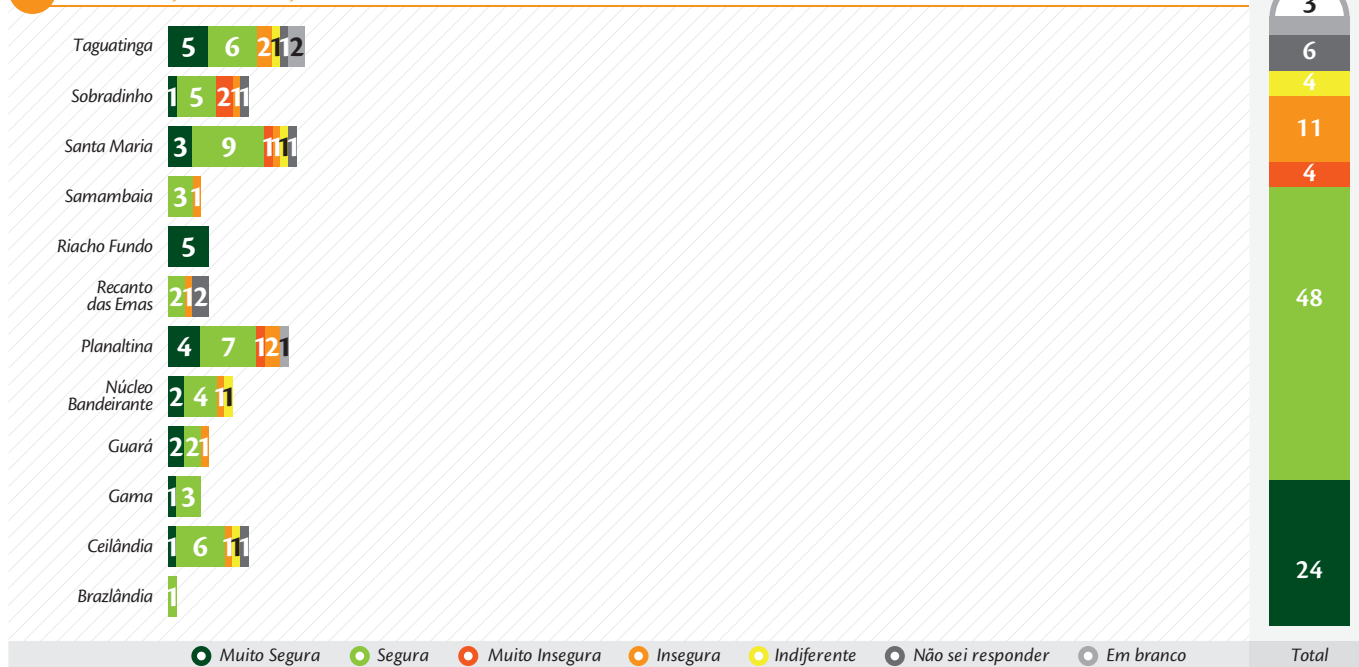 3
Taguatinga 5 6 2 1 1 2
6
4
Sobradinho 1 5 2 1 1
11
Santa Maria 3 9 1 1 1 1
4
Samambaia 3 1
Riacho Fundo 5
Recanto
das Emas 2 1 2
48
Planaltina 4 7 1 2 1
Núcleo
Bandeirante 2 4 1 1
Guará 2 2 1
Gama 1 3
Ceilândia 1 6 1 1 1
24
Brazlândia 1
Muito Segura Segura Muito Insegura Insegura Indiferente Não sei responder Em branco Total